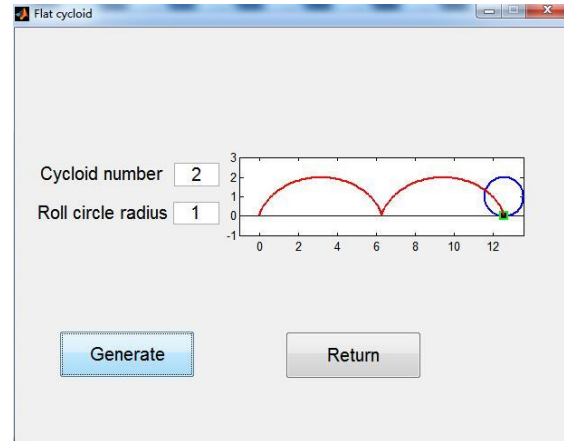 Flat cycloid
Cycloid number 2
Roll circle radius 1
3
2
1
0
-1
0 2 4 6 8 10 12
Generate Return